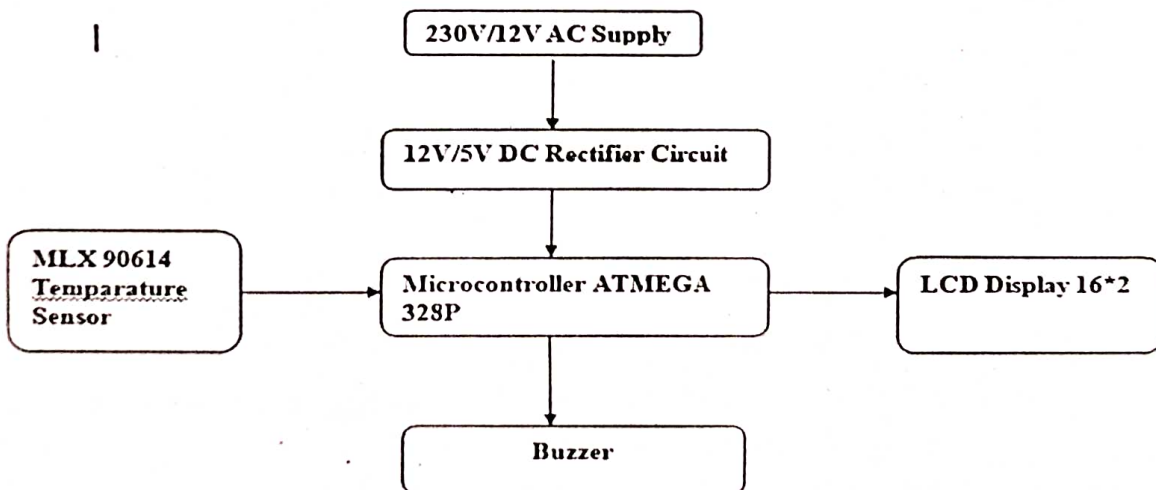 230V/12V AC Supply
12V/5V DC Rectifier Circuit
MLX 90614
Temparature
Sensor
Microcontroller ATMEGA
328P
LCD Display 16*2
Buzzer